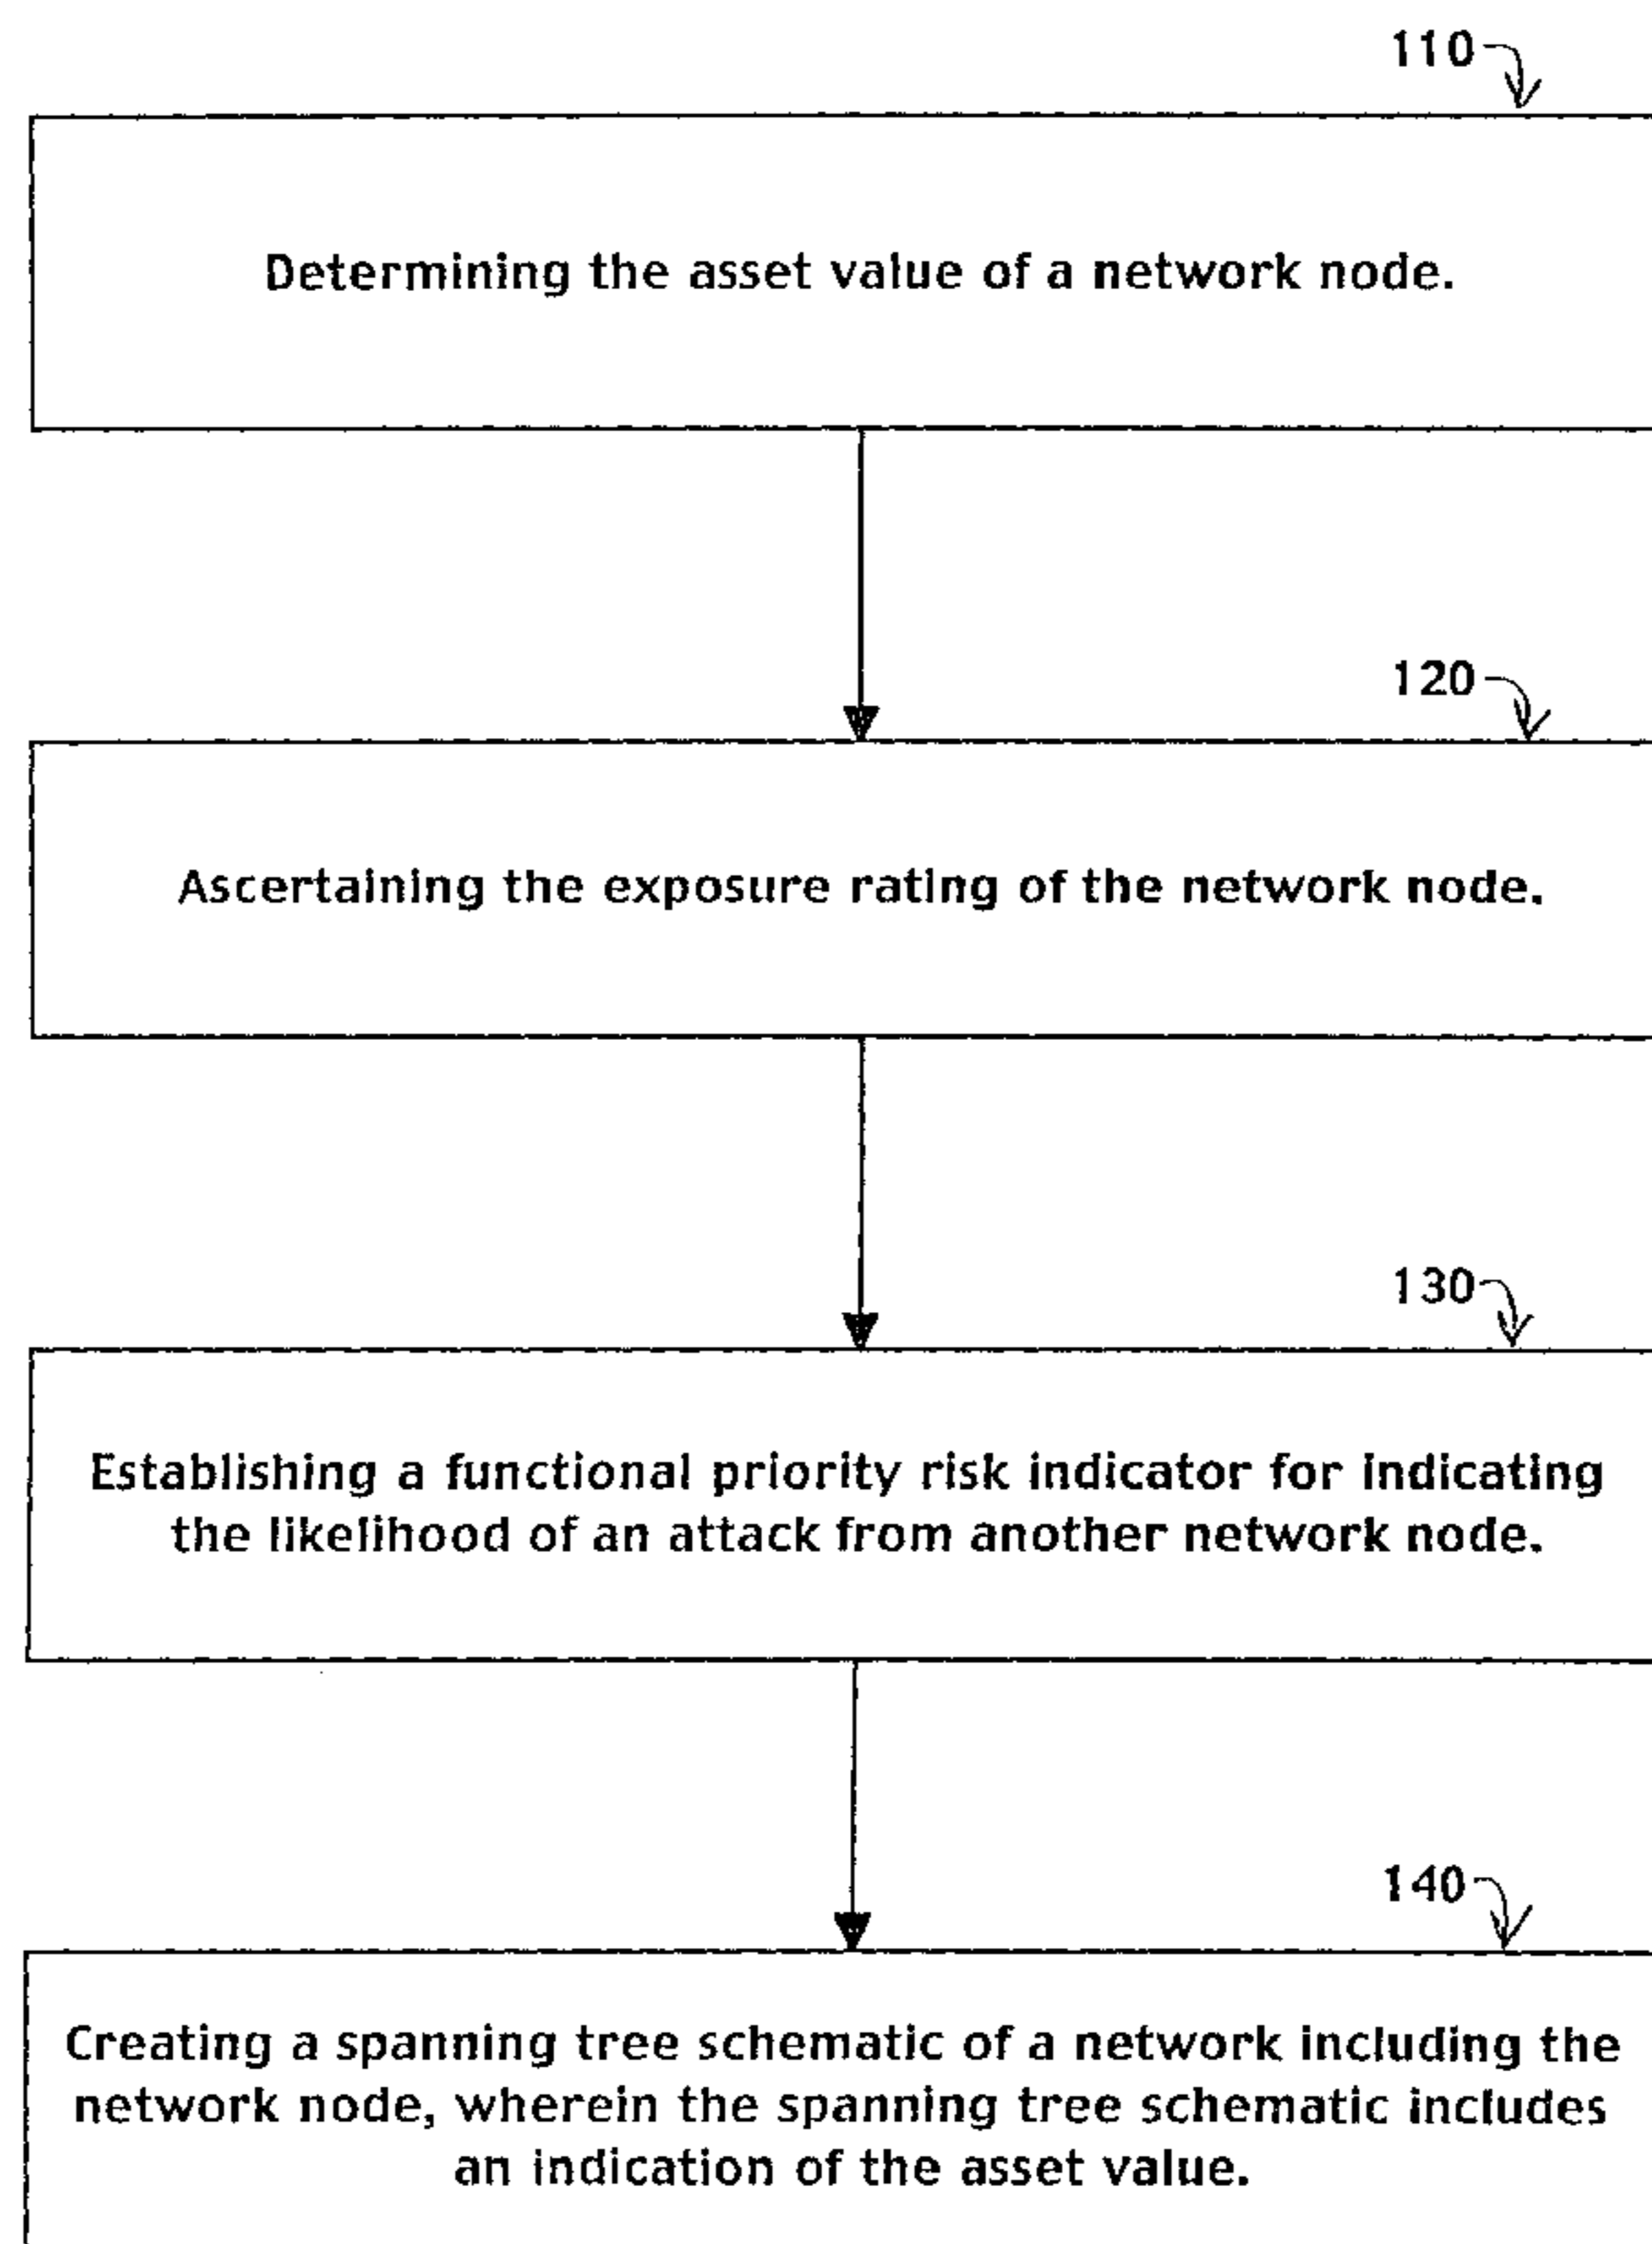 110
Determining the asset value of a network node.
120
Ascertaining the exposure rating of the network node.
130
Establishing a functional priority risk indicator for indicating
the likelihood of an attack from another network node.
140
Creating a spanning tree schematic of a network including the
network node, wherein the spanning tree schematic includes
an indication of the asset value.